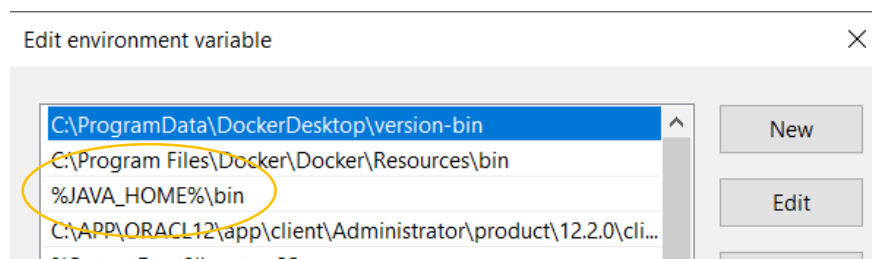 Edit environment variable
C:\ProgramData\DockerDesktop\version-bin
New
C:\Program Files\Docker\Docker\Resources\bin
%JAVA_HOME%\bin
Edit
C:\APP\ORACL12\app\client\Administrator\product\12.2.0\cli...